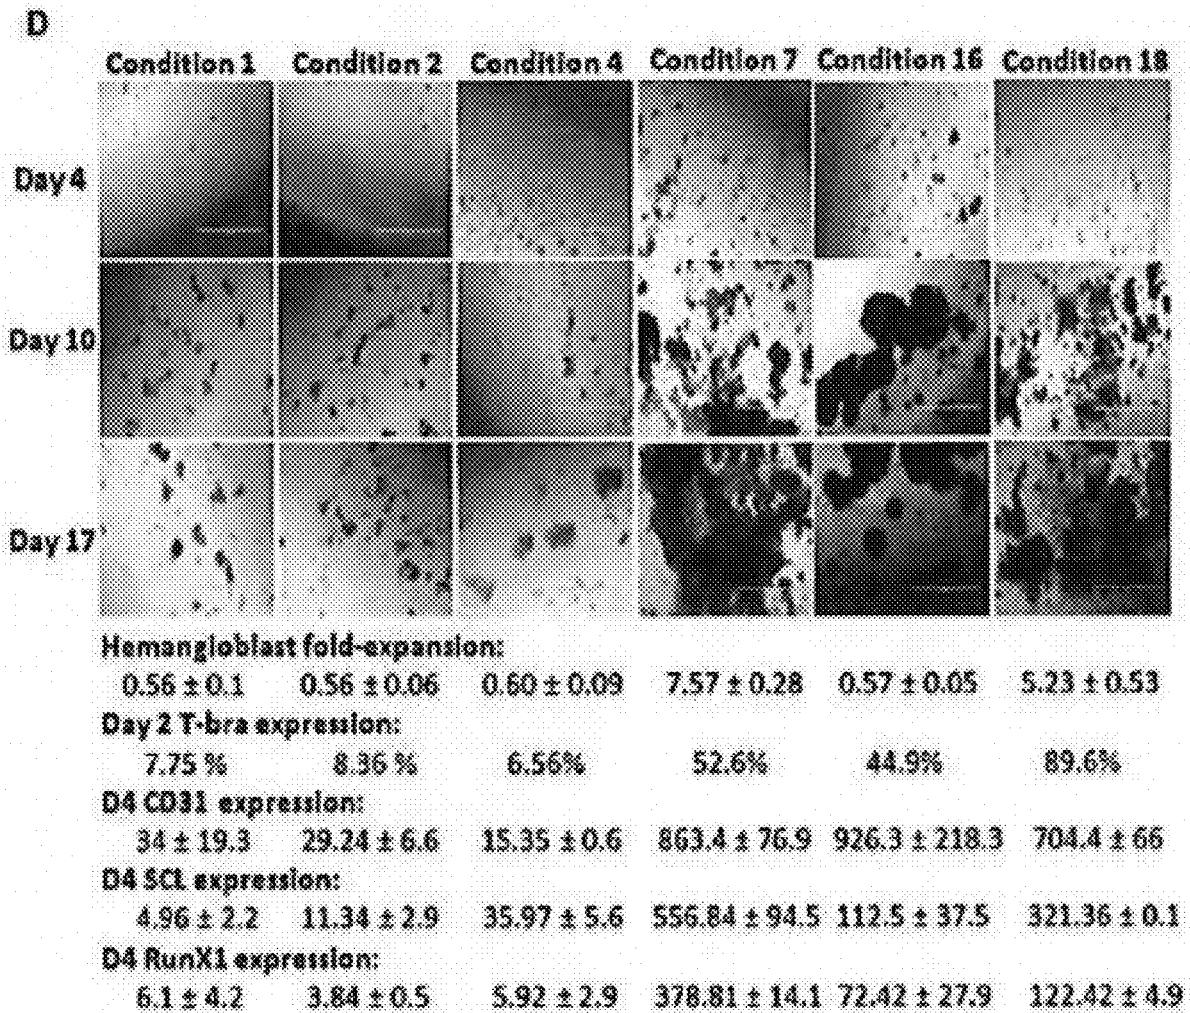 D
Condition 1 Condition 2 Condition 4 Condition 7 Condition 16 Condition 18
Day 4
Day 10
Day 17
Hemangioblast fold-expansion:
0.56 ± 0.1 0.56 ± 0.06 0.60 ± 0.09 7.57 ± 0.28 0.57 ± 0.05 5.23 ± 0.53
Day 2 T-bra expression:
7.75 % 8.36 % 6.56% 52.6% 44.9% 89.6%
D4 CD31 expression:
34 ± 19.3 29.24 ± 6.6 15.35 ± 0.6 863.4 ± 76.9 926.3 ± 218.3 704.4 ± 66
D4 SCL expression:
4.96 ± 2.2 11.34 ± 2.9 35.97 ± 5.6 556.84 ± 94.5 112.5 ± 37.5 321.36 ± 0.1
D4 RunX1 expression:
6.1 ± 4.2 3.84 ± 0.5 5.92 ± 2.9 378.81 ± 14.1 72.42 ± 27.9 122.42 ± 4.9